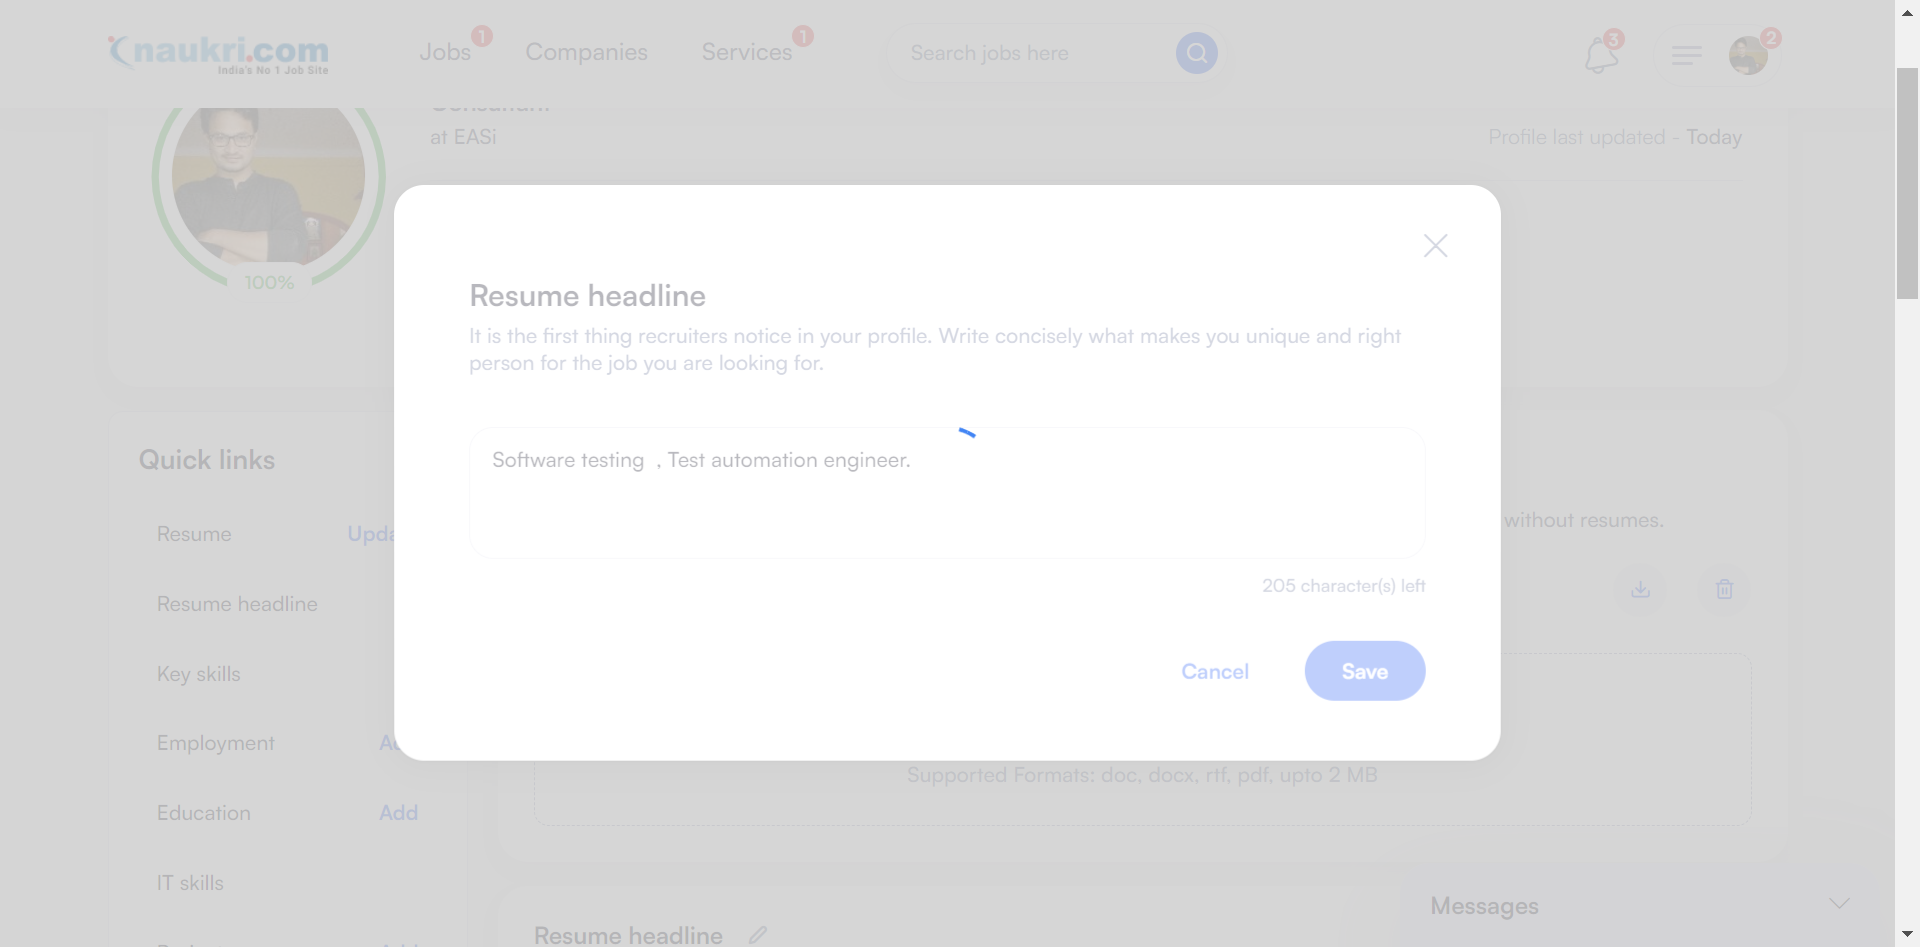 naukri.com
India's No 1 Job Site
Jobs 1
Companies
Services 1
Search jobs here
3
2
Consultant
at EASi
Profile last updated - Today
100%
Resume headline
It is the first thing recruiters notice in your profile. Write concisely what makes you unique and right
person for the job you are looking for.
Software testing  , Test automation engineer.
205 character(s) left
Cancel
Save
Quick links
Resume
Upda
Resume headline
Key skills
Employment
Education
Add
IT skills
without resumes.
Supported Formats: doc, docx, rtf, pdf, upto 2 MB
Resume headline
Messages